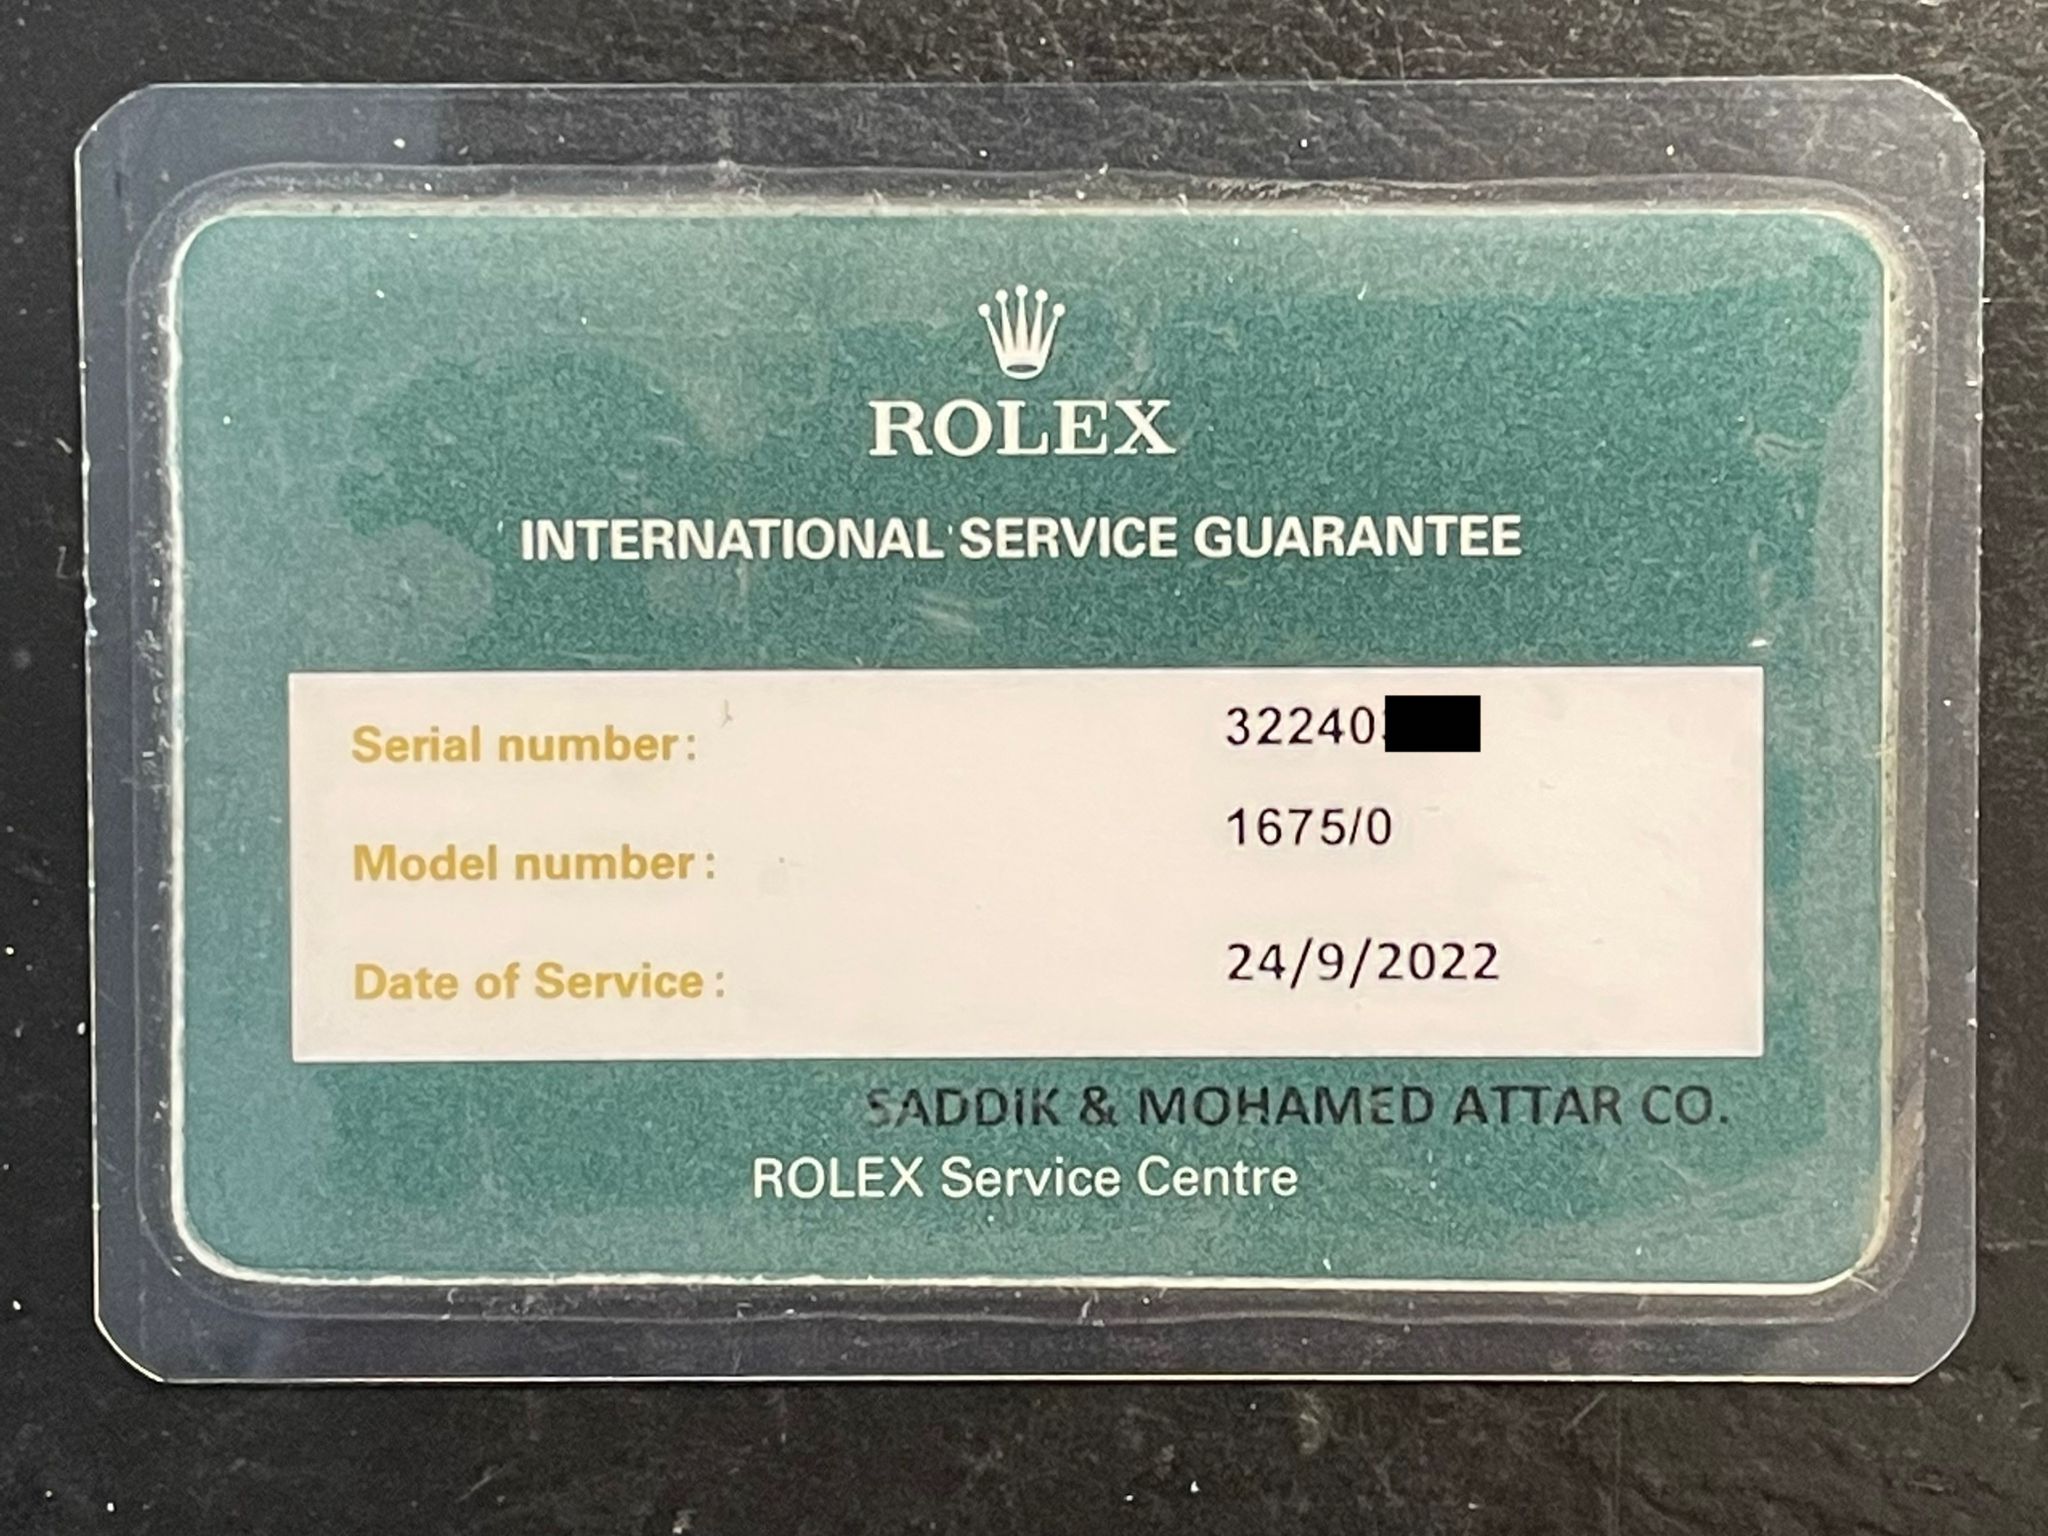 ROLEX
INTERNATIONAL SERVICE GUARANTEE
Serial number: 322403
Model number: 1675/0
Date of Service: 24/9/2022
SADDIK & MOHAMED ATTAR CO.
ROLEX Service Centre